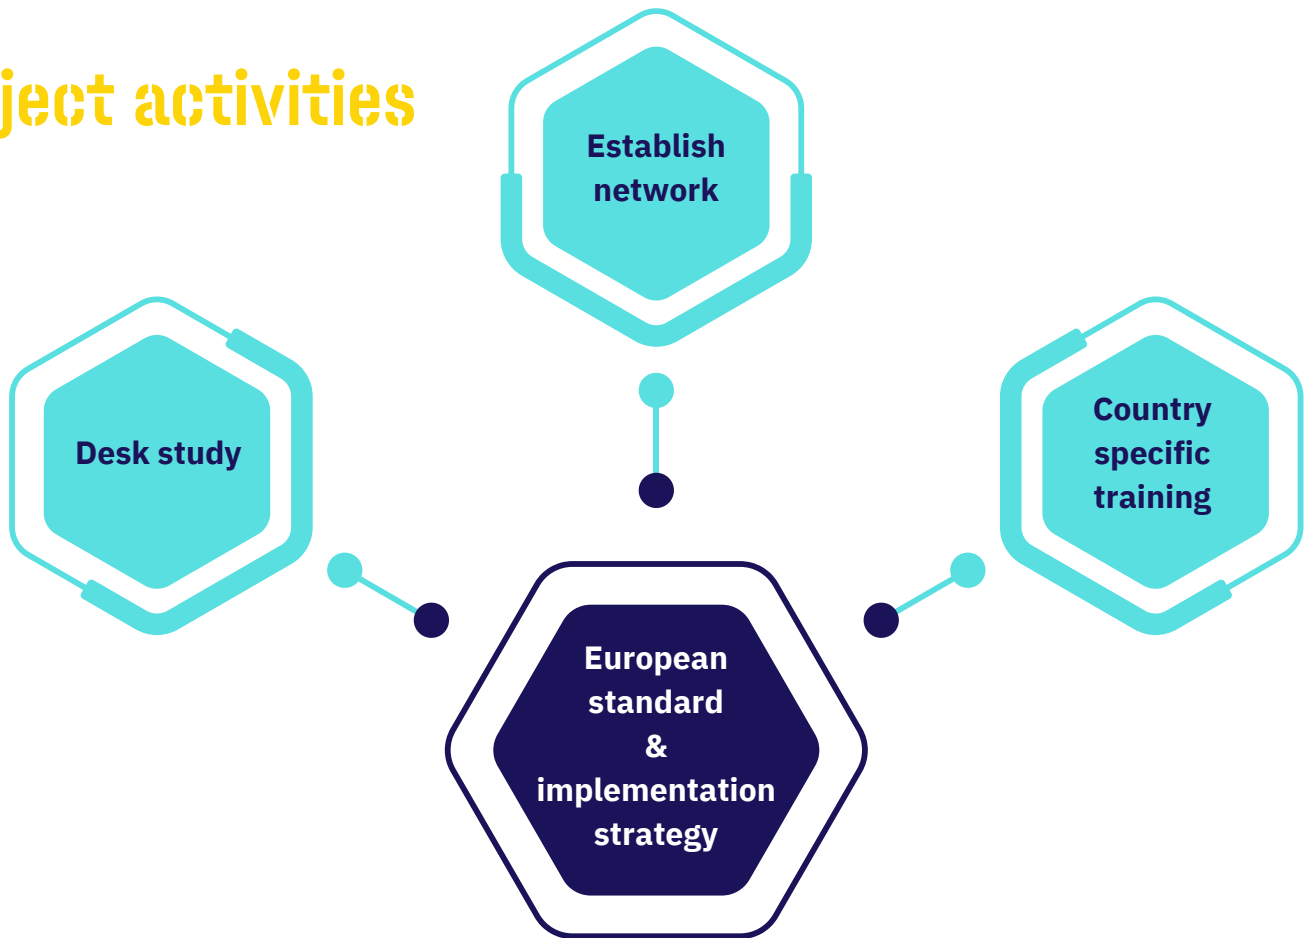 ject activities
Establish
network
Desk study
Country
specific
training
European
standard
&
implementation
strategy